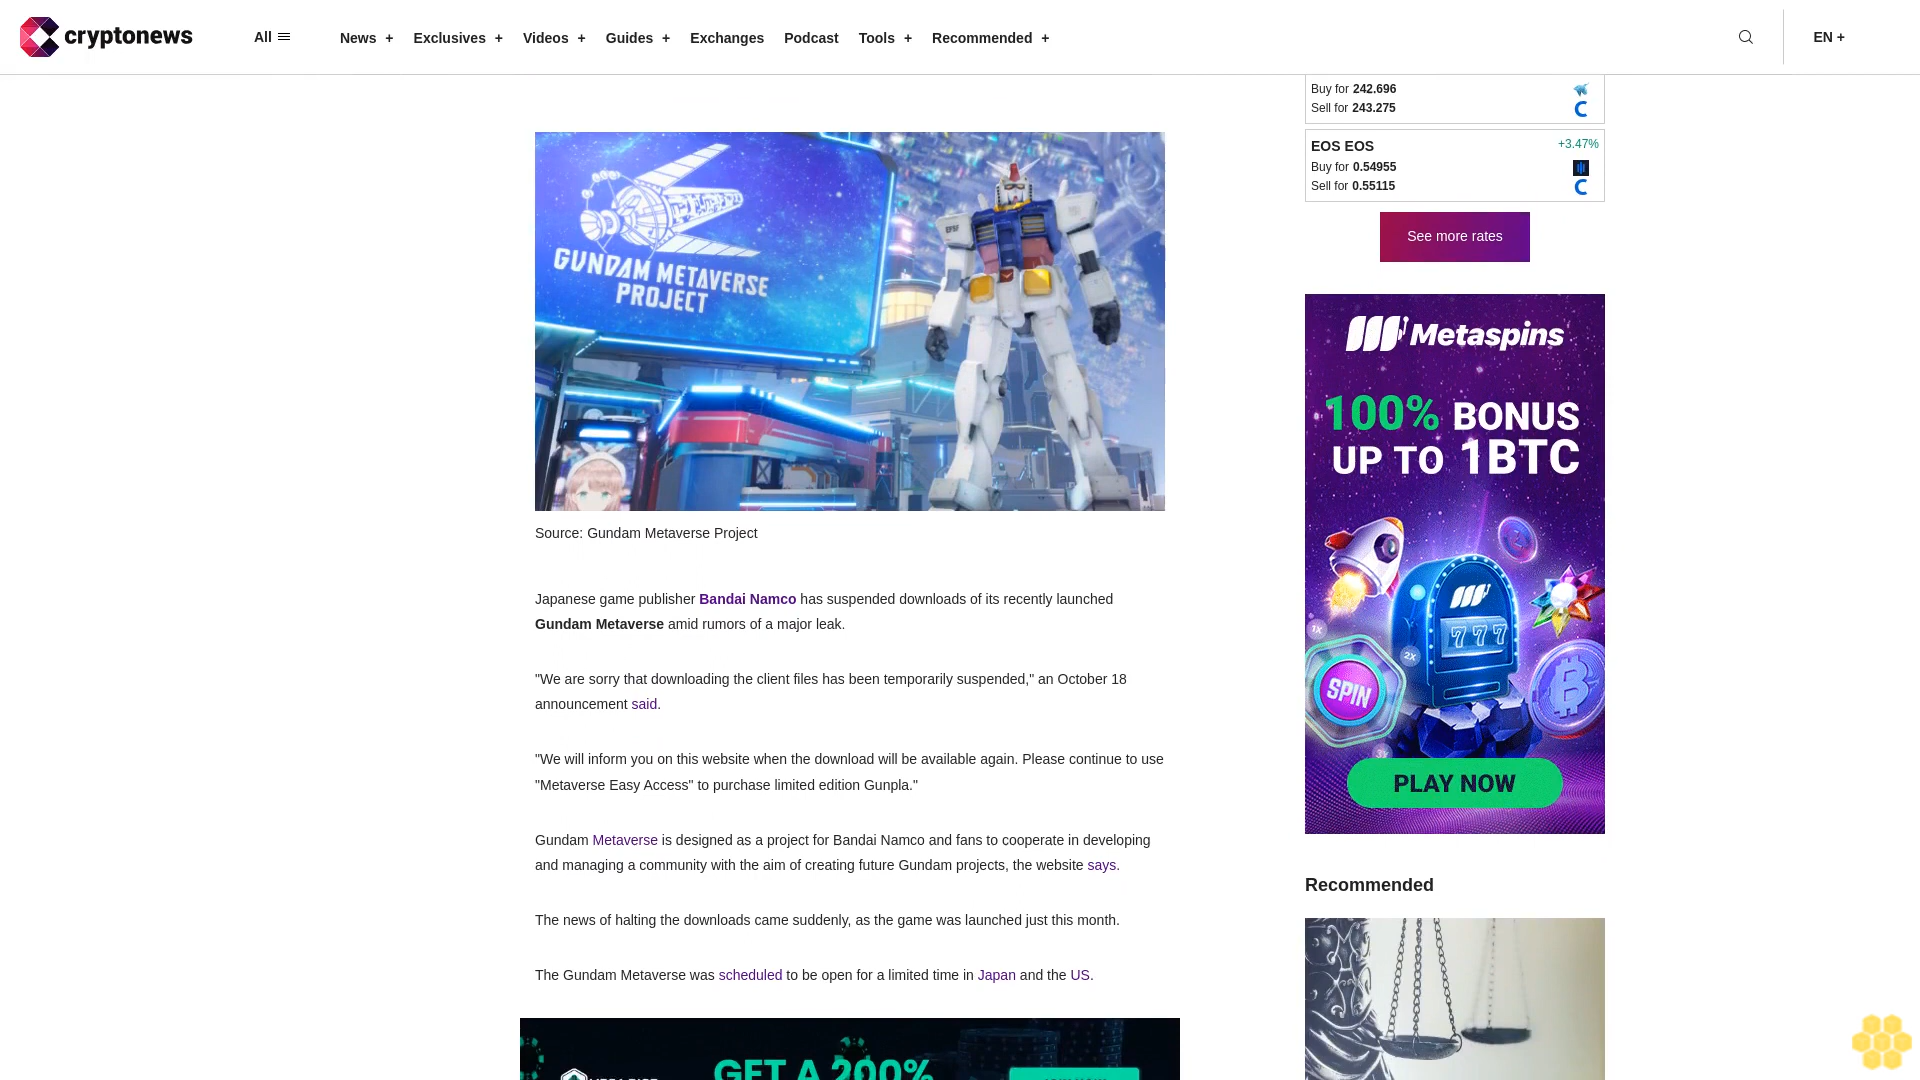 cryptonews
All
News +
Exclusives +
Videos +
Guides +
Exchanges
Podcast
Tools +
Recommended +
EN +
GUNDAM METAVERSE
PROJECT
EFSF
Source: Gundam Metaverse Project
Japanese game publisher Bandai Namco has suspended downloads of its recently launched
Gundam Metaverse amid rumors of a major leak.
"We are sorry that downloading the client files has been temporarily suspended," an October 18
announcement said.
"We will inform you on this website when the download will be available again. Please continue to use
"Metaverse Easy Access" to purchase limited edition Gunpla."
Gundam Metaverse is designed as a project for Bandai Namco and fans to cooperate in developing
and managing a community with the aim of creating future Gundam projects, the website says.
The news of halting the downloads came suddenly, as the game was launched just this month.
The Gundam Metaverse was scheduled to be open for a limited time in Japan and the US.
GET A 200%
Buy for 242.696
Sell for 243.275
EOS EOS +3.47%
Buy for 0.54955
Sell for 0.55115
See more rates
Metaspins
100% BONUS
UP TO 1BTC
777
1X
2X
SPIN
3X
PLAY NOW
Recommended